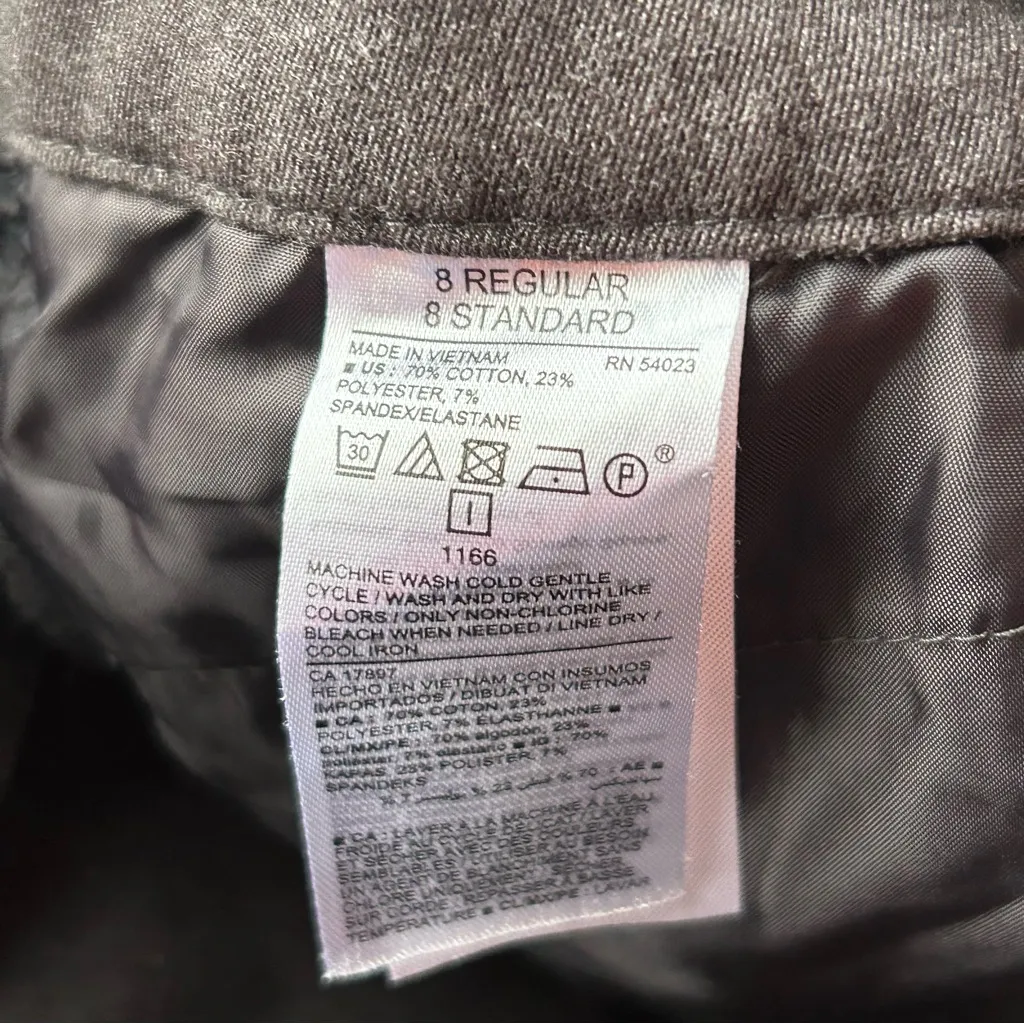 8 REGULAR
8 STANDARD
MADE IN VIETNAM RN 54023
■ US : 70% COTTON, 23%
POLYESTER, 7%
SPANDEX/ELASTANE
30 P ®
1166
MACHINE WASH COLD GENTLE
CYCLE / WASH AND DRY WITH LIKE
COLORS / ONLY NON-CHLORINE
BLEACH WHEN NEEDED / LINE DRY /
COOL IRON
CA 17897
HECHO EN VIETNAM CON INSUMOS
IMPORTADOS / DIBUAT DI VIETNAM
■ CA : 70% COTON, 23%
POLYESTER, 7% ELASTHANNE ■
CL/MX/PE : 70% algodon, 23%
poliester, 7% elastano ■ ID : 70%
KAPAS, 23% POLISTER, 7%
SPANDEKS
■ AE : 70 %
■ CA : LAVER A LA MACHINE À L'EAU
FROIDE AU CYCLE DÉLICAT / LAVER
ET SÉCHER AVEC DES COULEURS
SEMBLABLES / UTILISER AU BESOIN
UN AGENT DE BLANCHIMENT SANS
CHLORE UNIQUEMENT / SÉCHER
SUR CORDE / REPASSER À BASSE
TEMPÉRATURE ■ CL/MX/PE : LAVAR